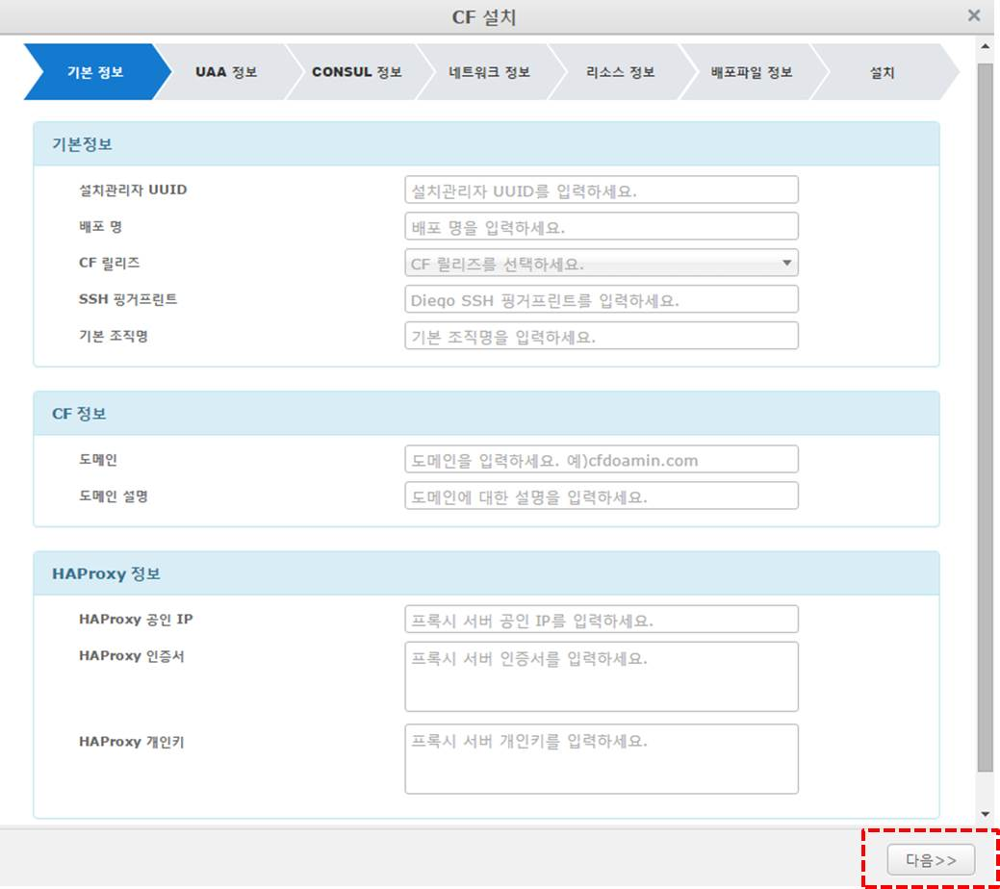 CF 설치
기본 정보
UAA 정보
CONSUL 정보
네트워크 정보
리소스 정보
배포파일 정보
설치
기본정보
설치관리자 UUID
설치관리자 UUID를 입력하세요.
배포 명
배포 명을 입력하세요.
CF 릴리즈
CF 릴리즈를 선택하세요.
SSH 핑거프린트
Diego SSH 핑거프린트를 입력하세요.
기본 조직명
기본 조직명을 입력하세요.
CF 정보
도메인
도메인을 입력하세요. 예)cfdoamin.com
도메인 설명
도메인에 대한 설명을 입력하세요.
HAProxy 정보
HAProxy 공인 IP
프록시 서버 공인 IP를 입력하세요.
HAProxy 인증서
프록시 서버 인증서를 입력하세요.
HAProxy 개인키
프록시 서버 개인키를 입력하세요.
다음>>